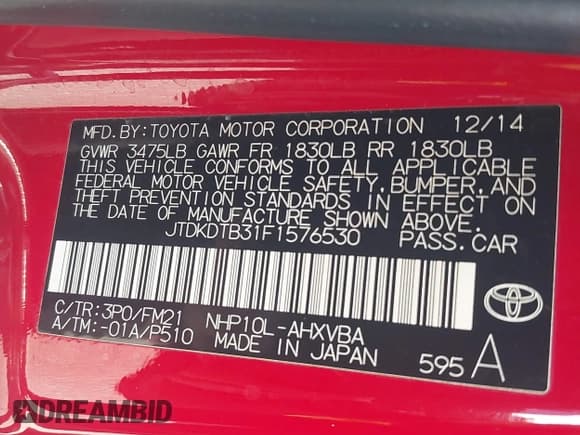 MFD.BY:TOYOTA MOTOR CORPORATION 12/14
GVWR 3475LB GAWR FR 1830LB RR 1830LB
THIS VEHICLE CONFORMS TO ALL APPLICABLE
FEDERAL MOTOR VEHICLE SAFETY,BUMPER,AND
THEFT PREVENTION STANDARDS IN EFFECT ON
THE DATE OF MANUFACTURE SHOWN ABOVE.
JTDKDTB31F1576530 PASS.CAR
C/TR:3P0/FM21
A/TM:-01A/P510 NHP10L-AHXVBA
MADE IN JAPAN 595 A
DREAMBID